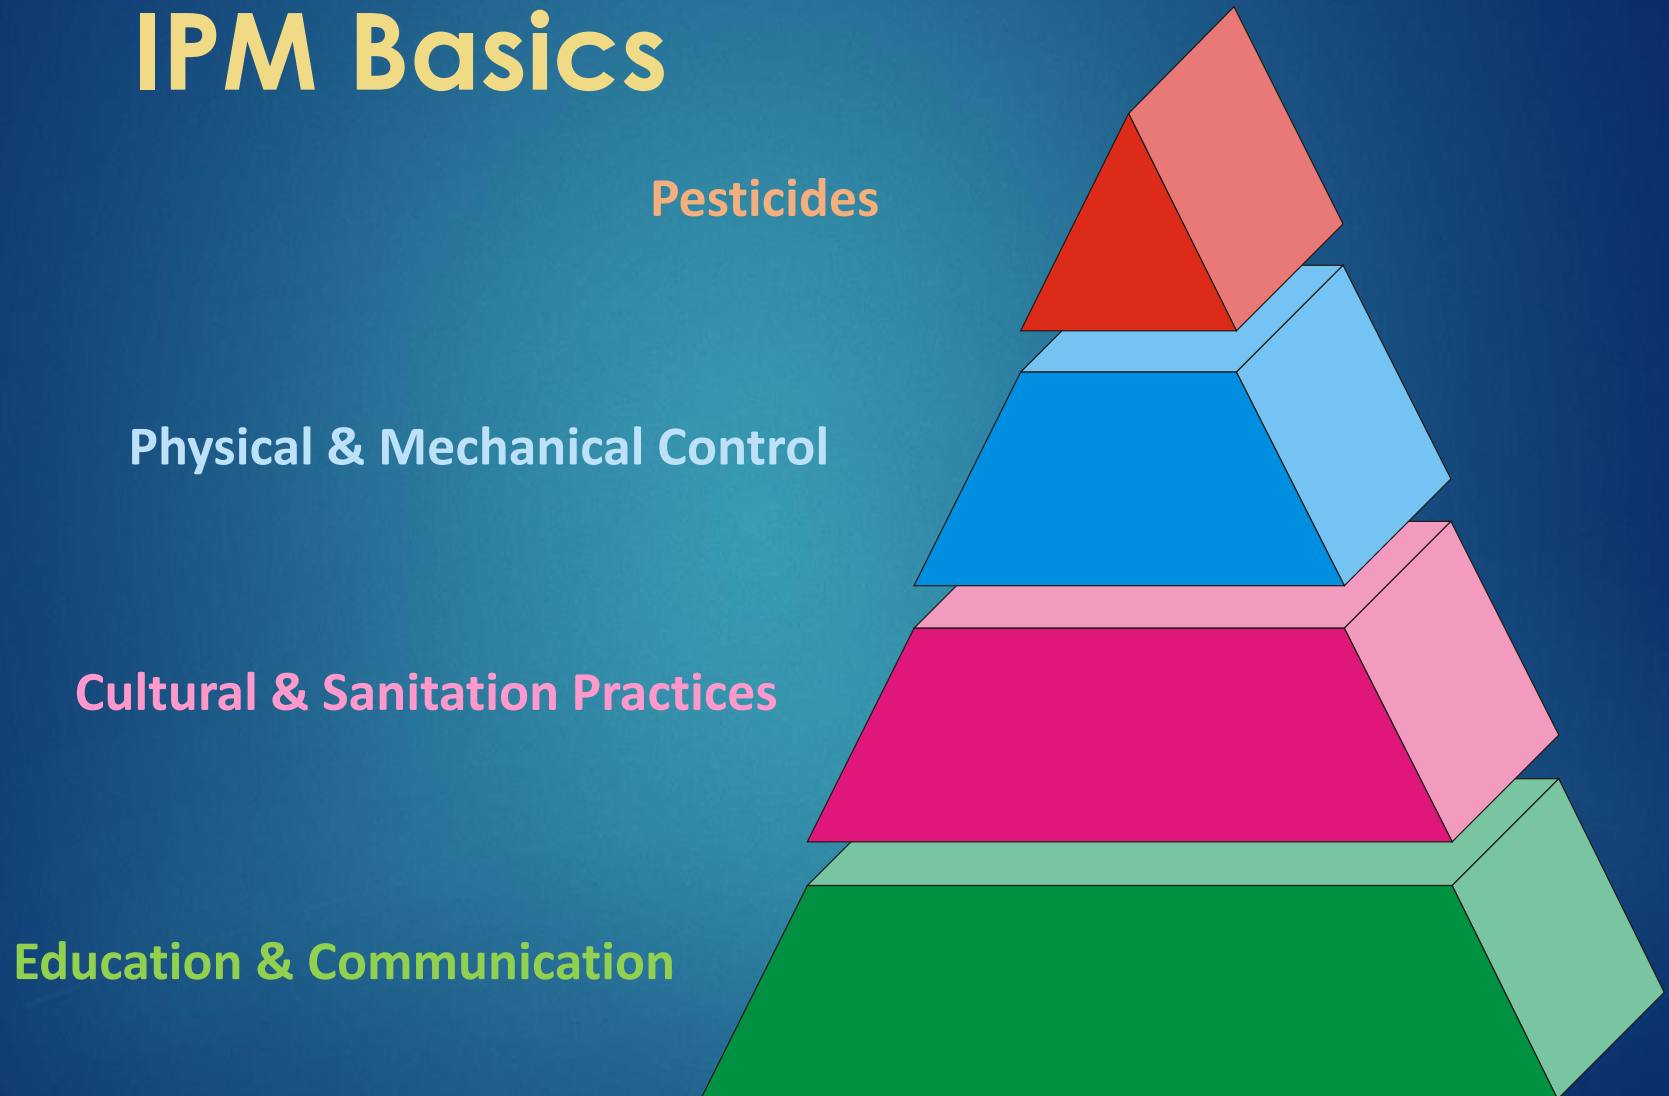 IPM Basics
Pesticides
Physical & Mechanical Control
Cultural & Sanitation Practices
Education & Communication